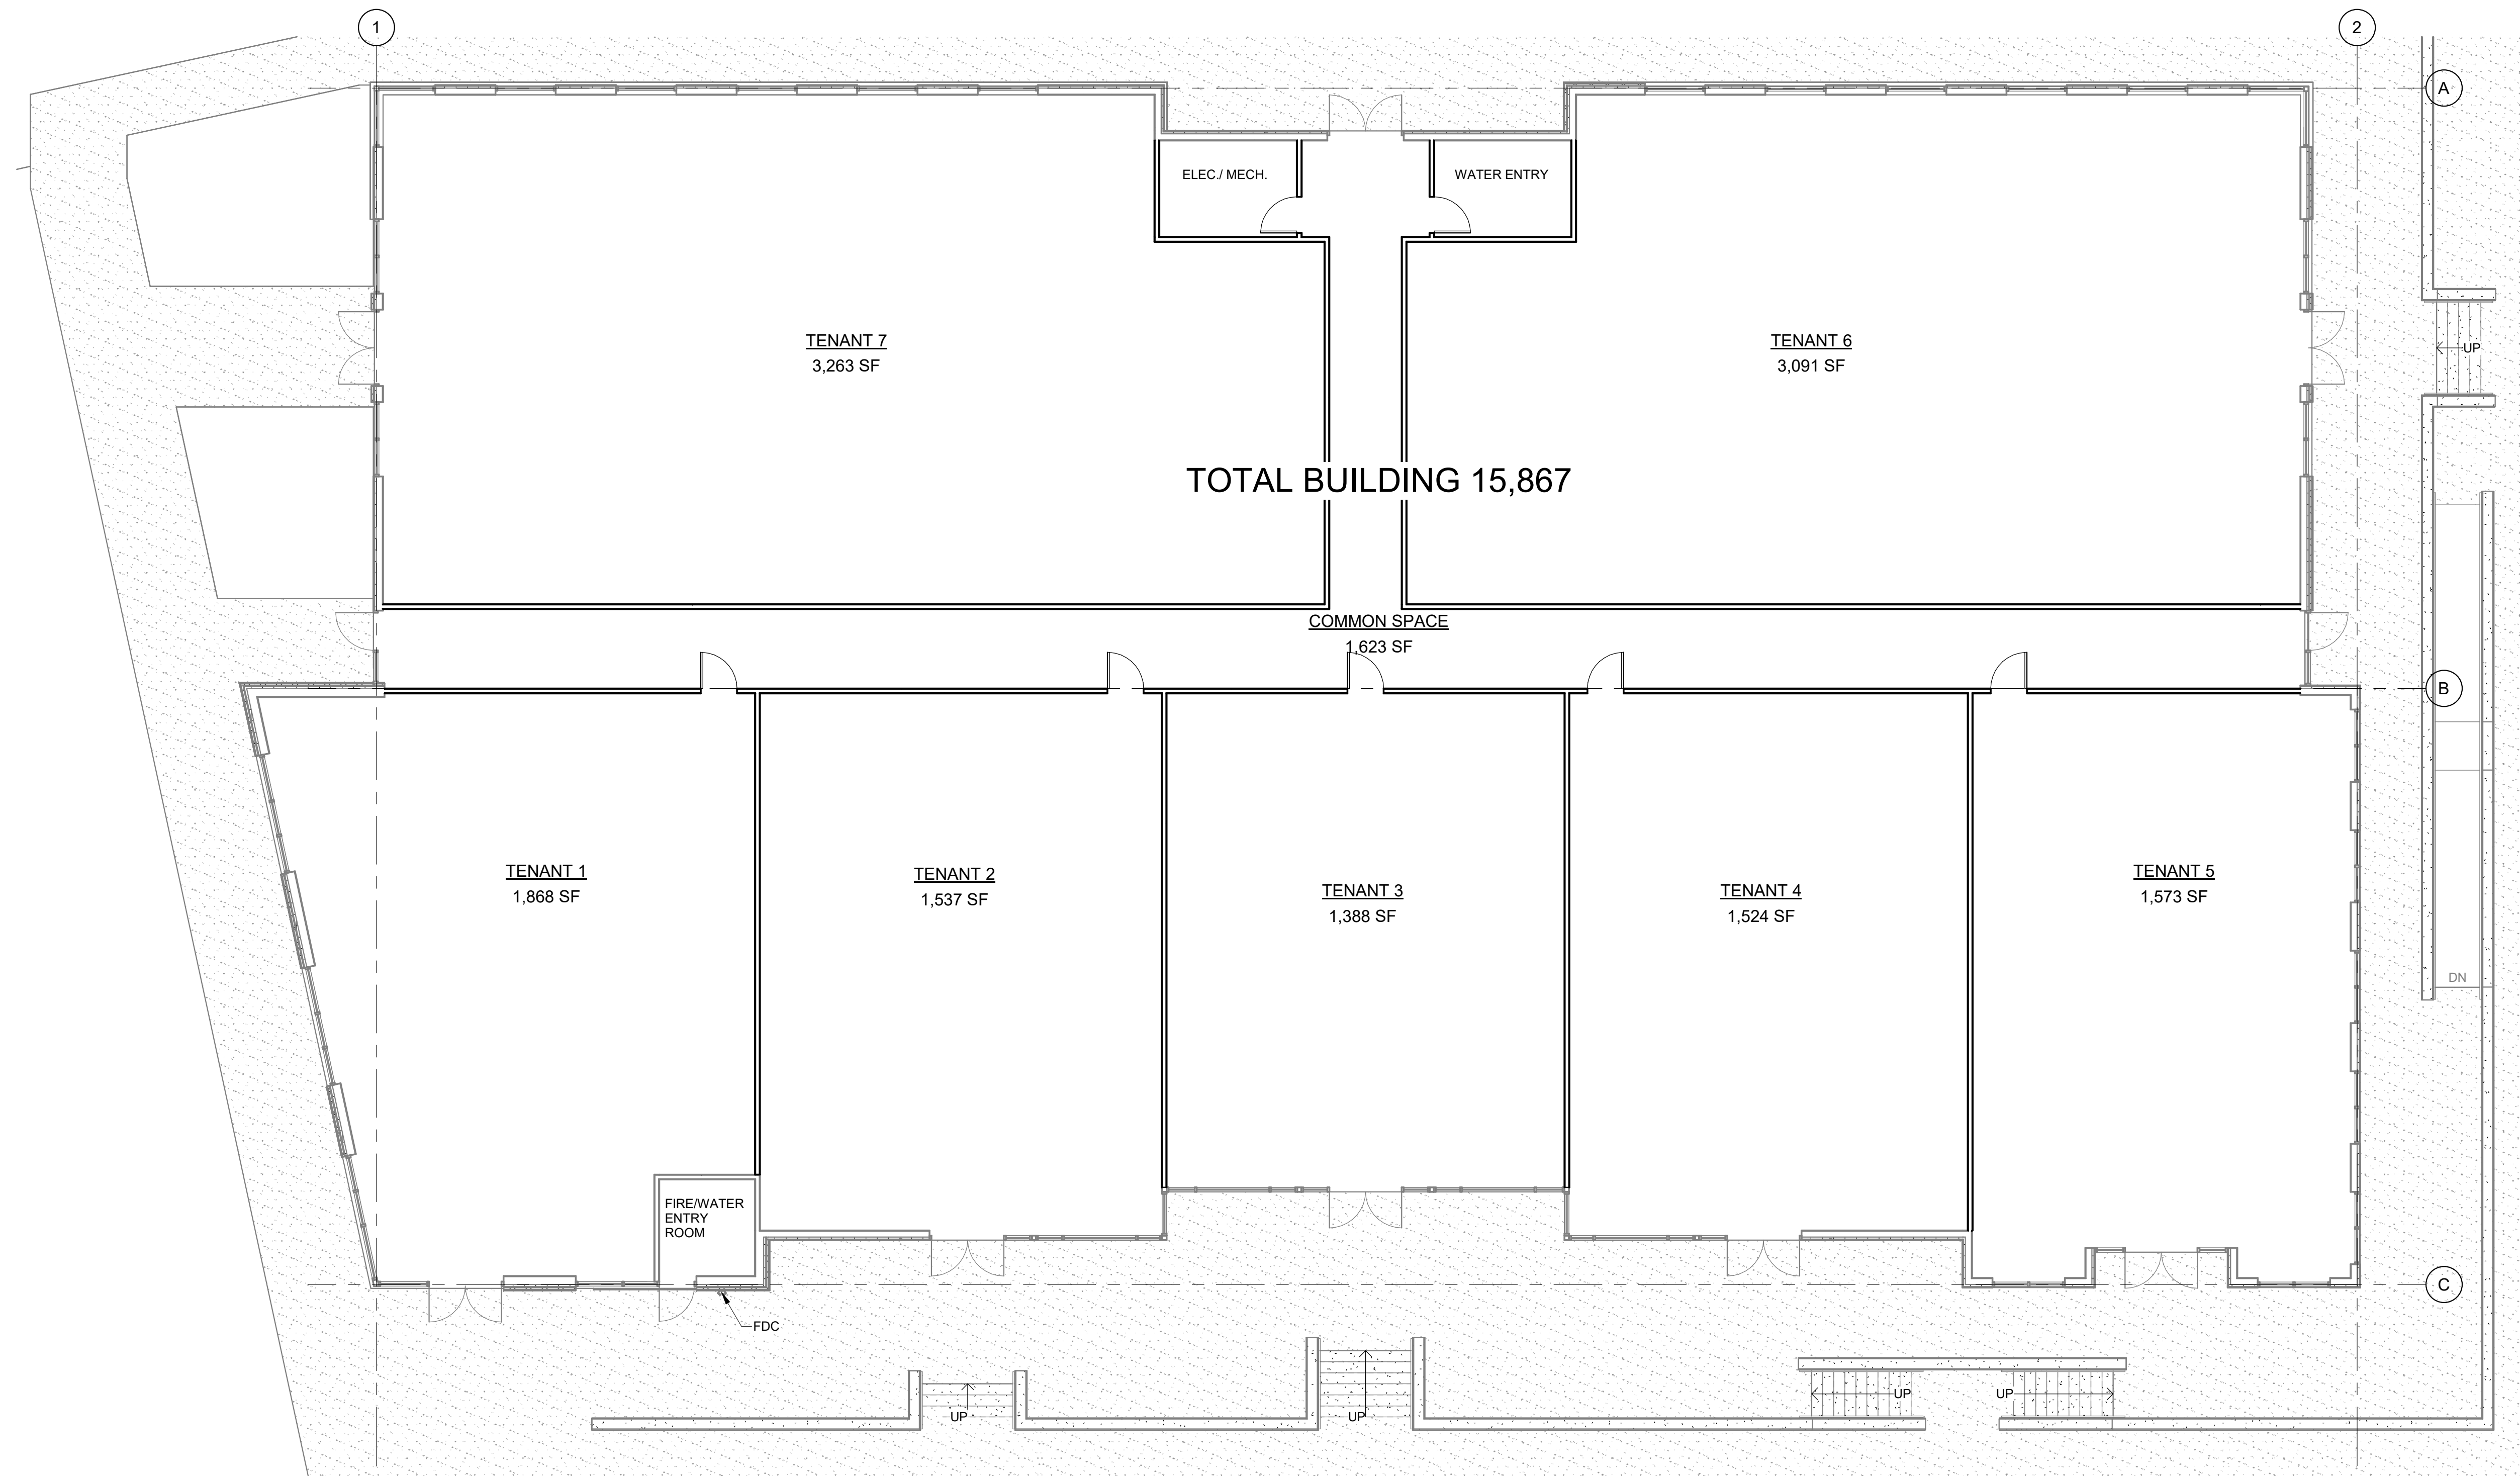 1
2
A
ELEC./ MECH.
WATER ENTRY
TENANT 7
3,263 SF
TENANT 6
3,091 SF
UP
TOTAL BUILDING 15,867
COMMON SPACE
1,623 SF
B
TENANT 1
1,868 SF
TENANT 2
1,537 SF
TENANT 3
1,388 SF
TENANT 4
1,524 SF
TENANT 5
1,573 SF
DN
FIRE/WATER
ENTRY
ROOM
C
FDC
UP
UP
UP
UP